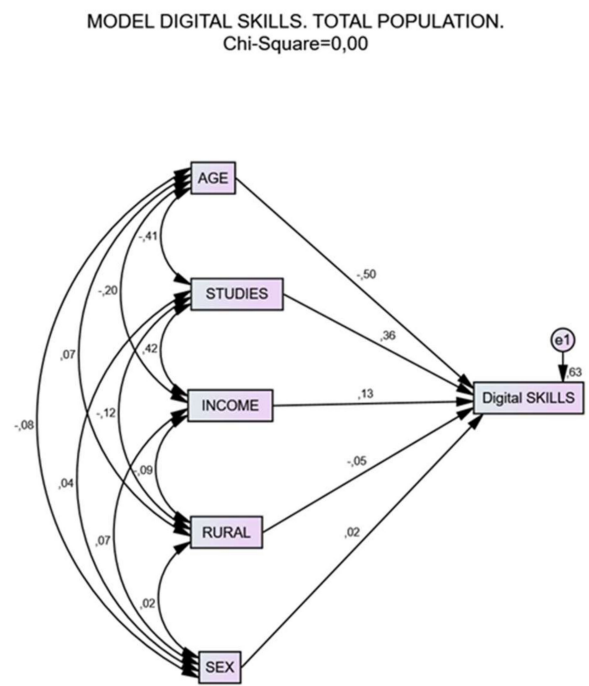 MODEL DIGITAL SKILLS. TOTAL POPULATION.
Chi-Square=0,00
AGE
-,41
-,50
-,20
STUDIES
,36
e1
,07
,42
,63
INCOME
,13
Digital SKILLS
-,12
-,08
-,09
-,05
,04
RURAL
,07
,02
,02
SEX